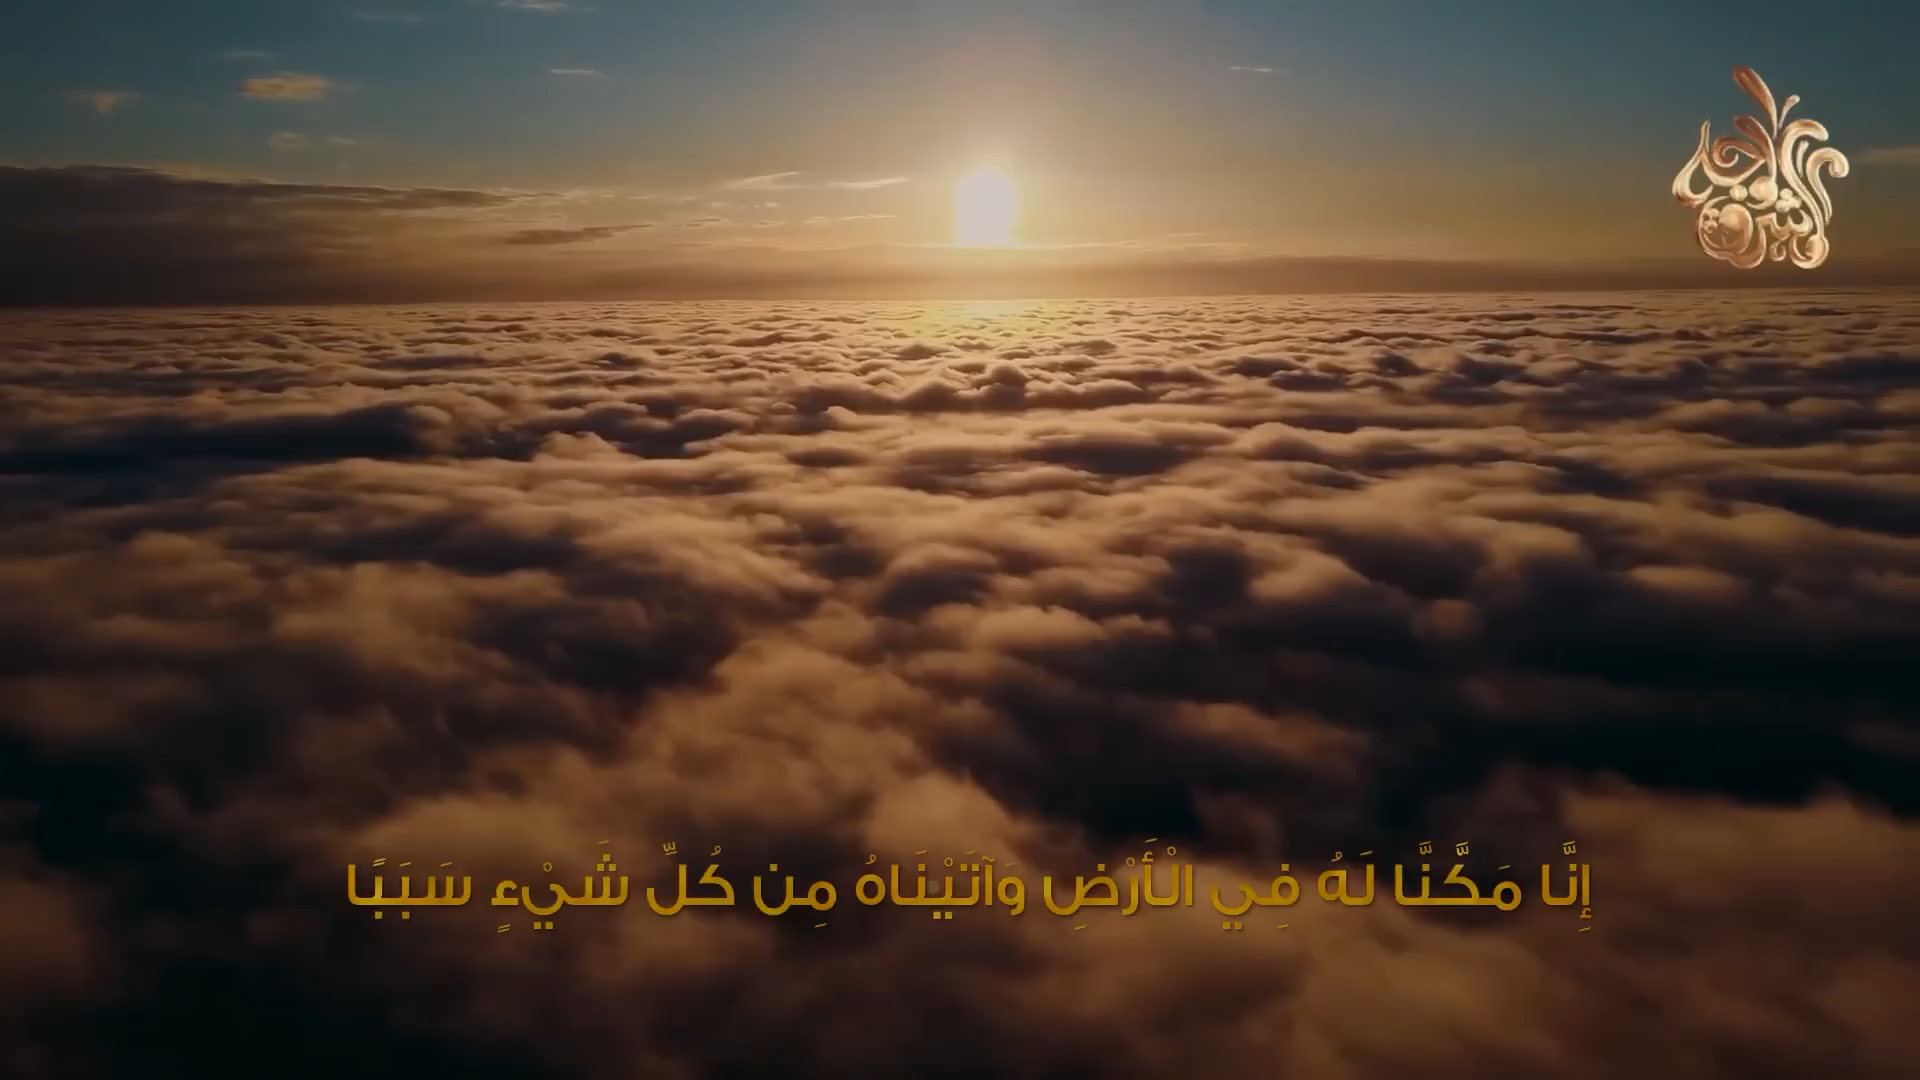 إِنَّا مَكَّنَّا لَهُ فِي الْأَرْضِ وَآتَيْنَاهُ مِن كُلِّ شَيْءٍ سَبَبًا